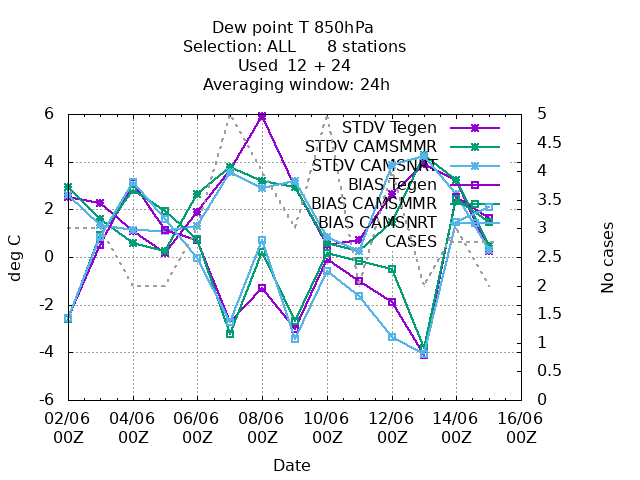 Dew point T 850hPa
Selection: ALL 8 stations
Used 12 + 24
Averaging window: 24h
6
4
2
0
-2
-4
-6
deg C
5
4.5
4
3.5
3
2.5
2
1.5
1
0.5
0
No cases
STDV Tegen
STDV CAMSMMR
STDV CAMSNRT
BIAS Tegen
BIAS CAMSMMR
BIAS CAMSNRT
CASES
02/06 04/06 06/06 08/06 10/06 12/06 14/06 16/06
00Z 00Z 00Z 00Z 00Z 00Z 00Z 00Z
Date